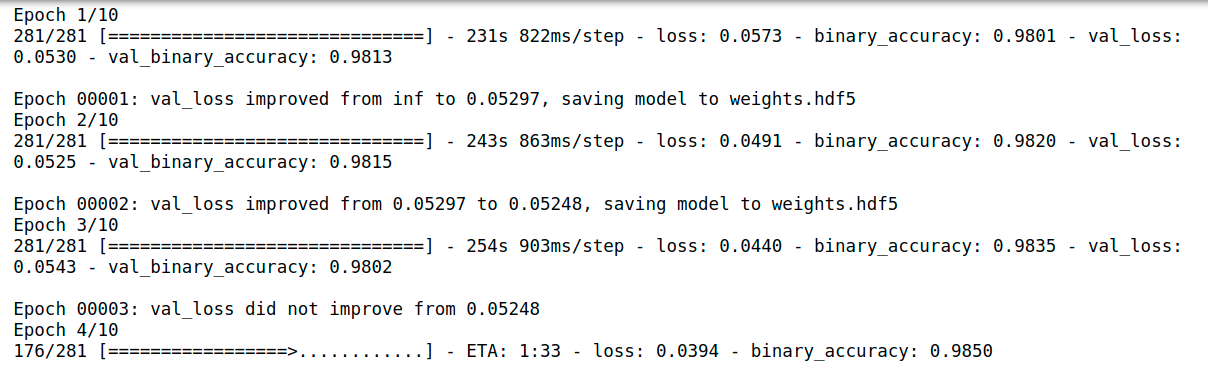 Epoch 1/10
281/281 [==============================] - 231s 822ms/step - loss: 0.0573 - binary_accuracy: 0.9801 - val_loss:
0.0530 - val_binary_accuracy: 0.9813
Epoch 00001: val_loss improved from inf to 0.05297, saving model to weights.hdf5
Epoch 2/10
281/281 [==============================] - 243s 863ms/step - loss: 0.0491 - binary_accuracy: 0.9820 - val_loss:
0.0525 - val_binary_accuracy: 0.9815
Epoch 00002: val_loss improved from 0.05297 to 0.05248, saving model to weights.hdf5
Epoch 3/10
281/281 [==============================] - 254s 903ms/step - loss: 0.0440 - binary_accuracy: 0.9835 - val_loss:
0.0543 - val_binary_accuracy: 0.9802
Epoch 00003: val_loss did not improve from 0.05248
Epoch 4/10
176/281 [=================>............] - ETA: 1:33 - loss: 0.0394 - binary_accuracy: 0.9850